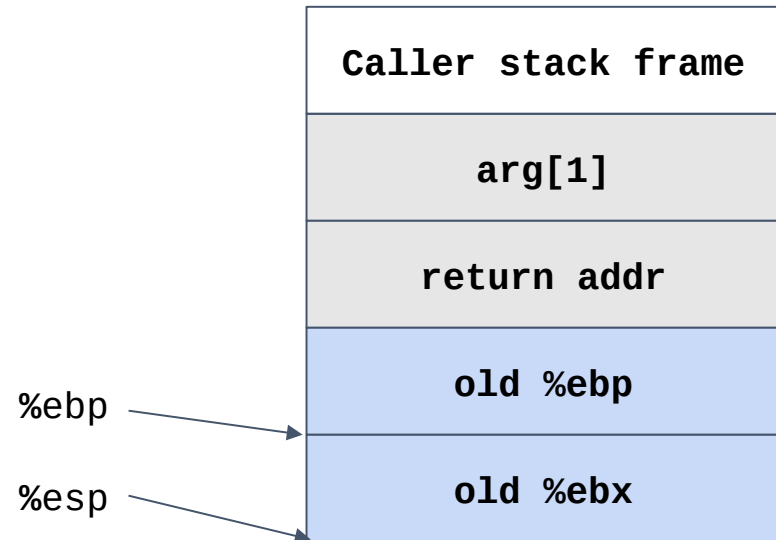 Caller stack frame
arg[1]
return addr
old %ebp
%ebp
old %ebx
%esp